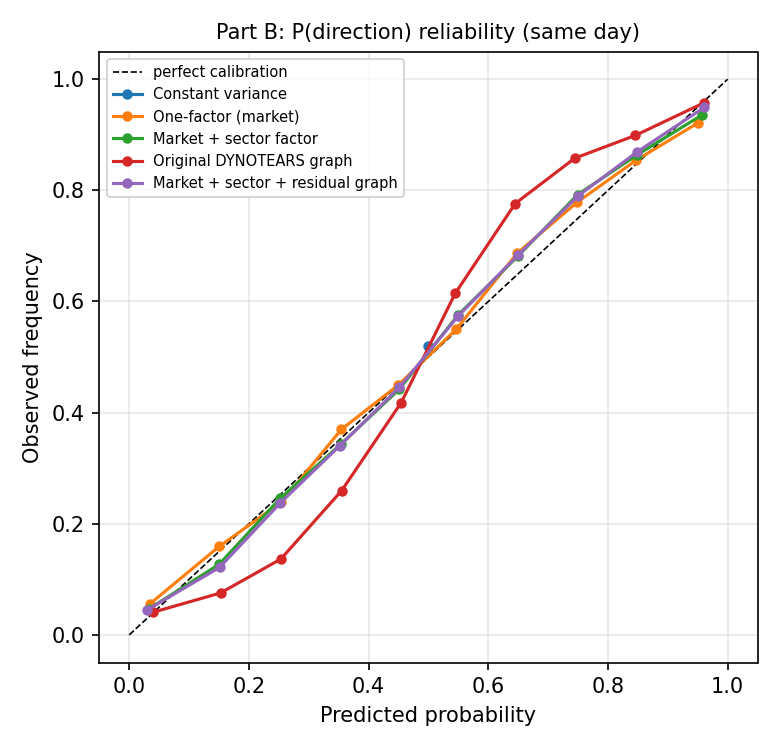 Part B: P(direction) reliability (same day)
perfect calibration
Constant variance
One-factor (market)
Market + sector factor
Original DYNOTEARS graph
Market + sector + residual graph
1.0
0.8
0.6
0.4
0.2
0.0
Observed frequency
0.0 0.2 0.4 0.6 0.8 1.0
Predicted probability